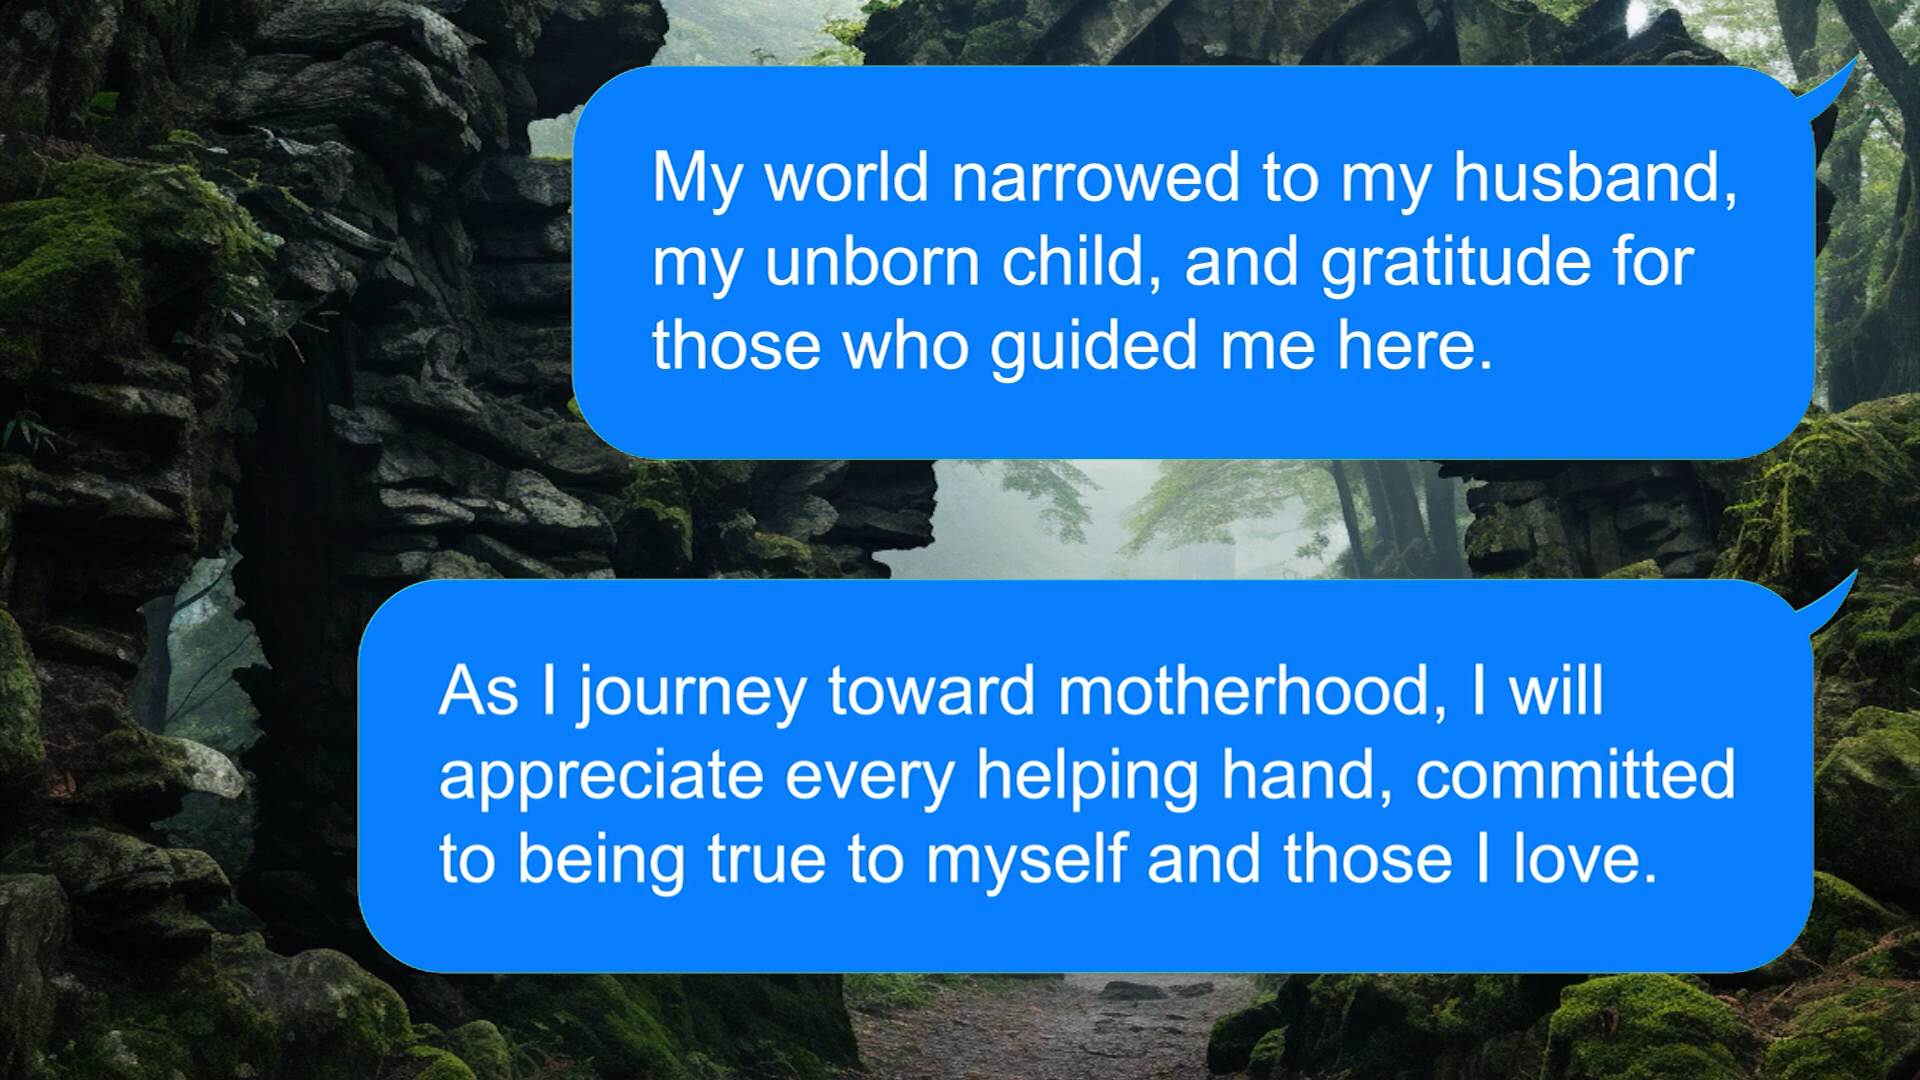 My world narrowed to my husband,
my unborn child, and gratitude for
those who guided me here.
As I journey toward motherhood, I will
appreciate every helping hand, committed
to being true to myself and those I love.